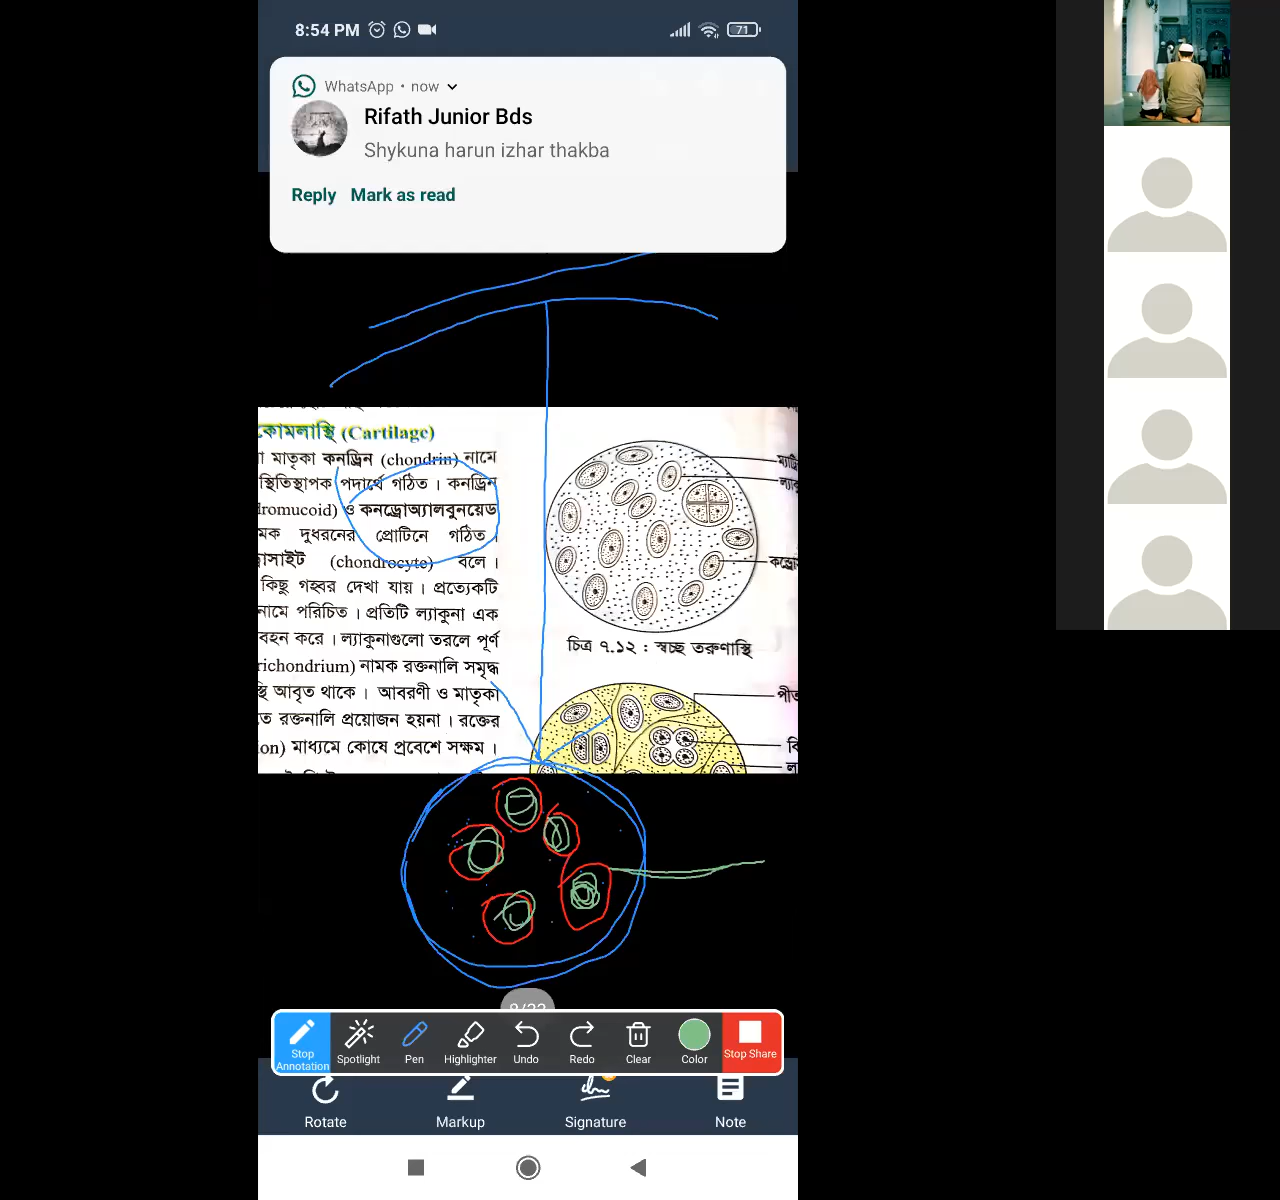 8:54 PM
71
WhatsApp • now
Rifath Junior Bds
Shykuna harun izhar thakba
Reply Mark as read
কোমলাস্থি (Cartilage)
মাতৃকা কনড্রিন (chondrin) নামে
স্থিতিস্থাপক পদার্থে গঠিত। কনড্রিন
dromucoid) ও কনড্রোঅ্যালবুনয়েড
মক দুধরনের প্রোটিনে গঠিত।
সাইট (chondrocyte) বলে।
কিছু গহ্বর দেখা যায়। প্রত্যেকটি
নামে পরিচিত। প্রতিটি ল্যাকুনা এক
বহন করে। ল্যাকুনাগুলো তরলে পূর্ণ
richondrium) নামক রক্তনালি সমৃদ্ধ
স্থি আবৃত থাকে। আবরণী ও মাতৃকা
তে রক্তনালি প্রয়োজন হয়না। রক্তের
ion) মাধ্যমে কোষে প্রবেশে সক্ষম।
ম্যাট্রি
ল্যাকু
কন্ড্রো
চিত্র ৭.১২ : স্বচ্ছ তরুণাস্থি
পীত
Stop Annotation
Spotlight
Pen
Highlighter
Undo
Redo
Clear
Color
Stop Share
Rotate
Markup
Signature
Note